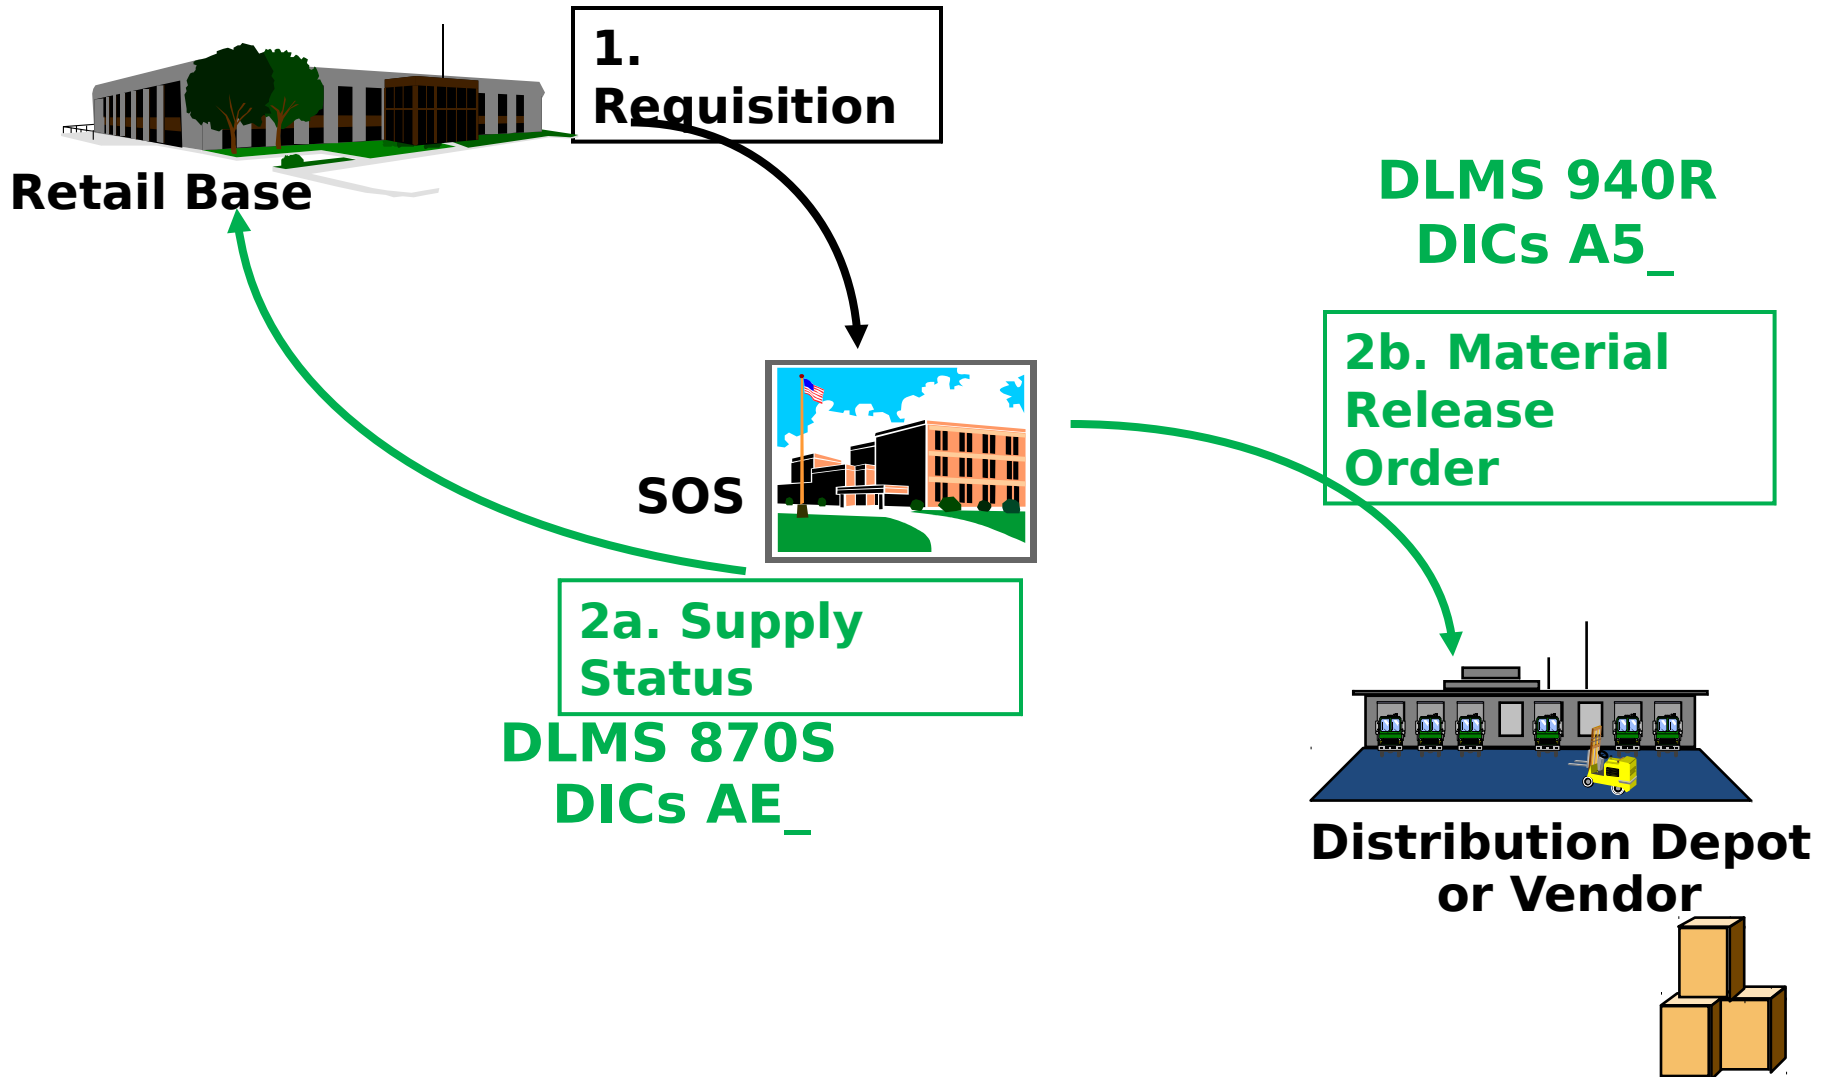 1.
Requisition
Retail Base
DLMS 940R
DICs A5_
2b. Material
Release
Order
SOS
2a. Supply
Status
DLMS 870S
DICs AE_
Distribution Depot
or Vendor